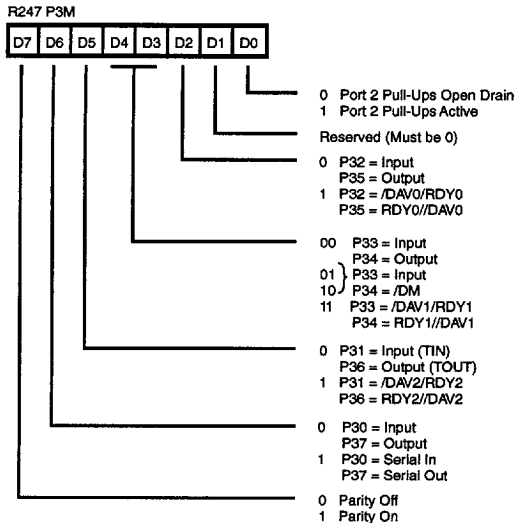 R247 P3M
D7 D6 D5 D4 D3 D2 D1 D0
0 Port 2 Pull-Ups Open Drain
1 Port 2 Pull-Ups Active
Reserved (Must be 0)
0 P32 = Input
P35 = Output
1 P32 = /DAV0/RDY0
P35 = RDY0//DAV0
00 P33 = Input
P34 = Output
01 P33 = Input
10 P34 = /DM
11 P33 = /DAV1/RDY1
P34 = RDY1//DAV1
0 P31 = Input (TIN)
P36 = Output (TOUT)
1 P31 = /DAV2/RDY2
P36 = RDY2//DAV2
0 P30 = Input
P37 = Output
1 P30 = Serial In
P37 = Serial Out
0 Parity Off
1 Parity On